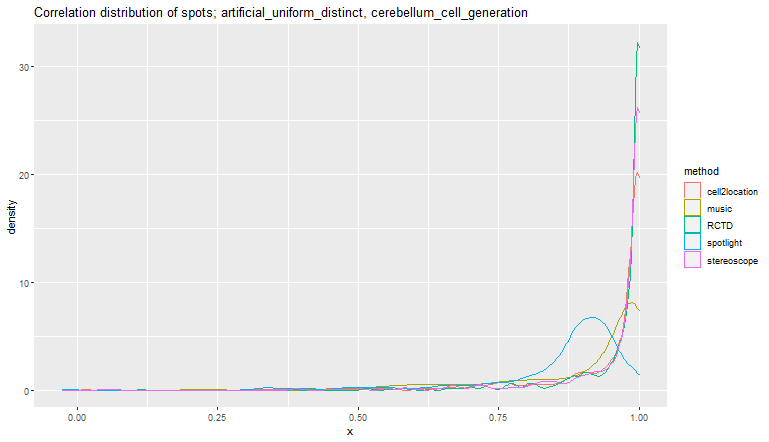 Correlation distribution of spots; artificial_uniform_distinct, cerebellum_cell_generation
density
30
20
10
0
0.00 0.25 0.50 0.75 1.00
x
method
cell2location
music
RCTD
spotlight
stereoscope